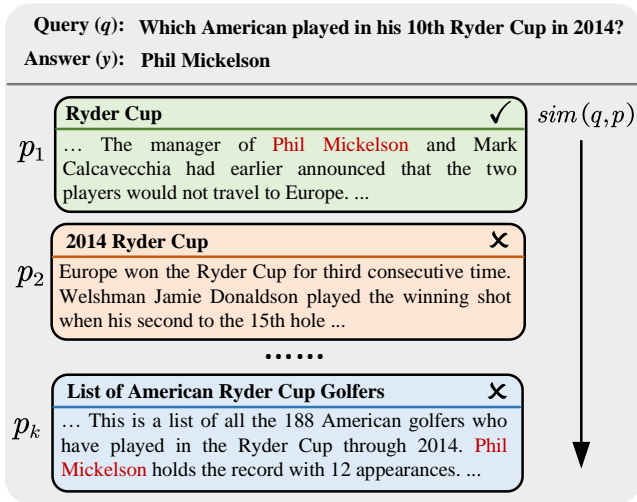 Query (q): Which American played in his 10th Ryder Cup in 2014?
Answer (y): Phil Mickelson
Ryder Cup ✓
sim(q,p)
p1
... The manager of Phil Mickelson and Mark
Calcavecchia had earlier announced that the two
players would not travel to Europe. ...
2014 Ryder Cup ✗
p2
Europe won the Ryder Cup for third consecutive time.
Welshman Jamie Donaldson played the winning shot
when his second to the 15th hole ...
......
List of American Ryder Cup Golfers ✗
pk
... This is a list of all the 188 American golfers who
have played in the Ryder Cup through 2014. Phil
Mickelson holds the record with 12 appearances. ...